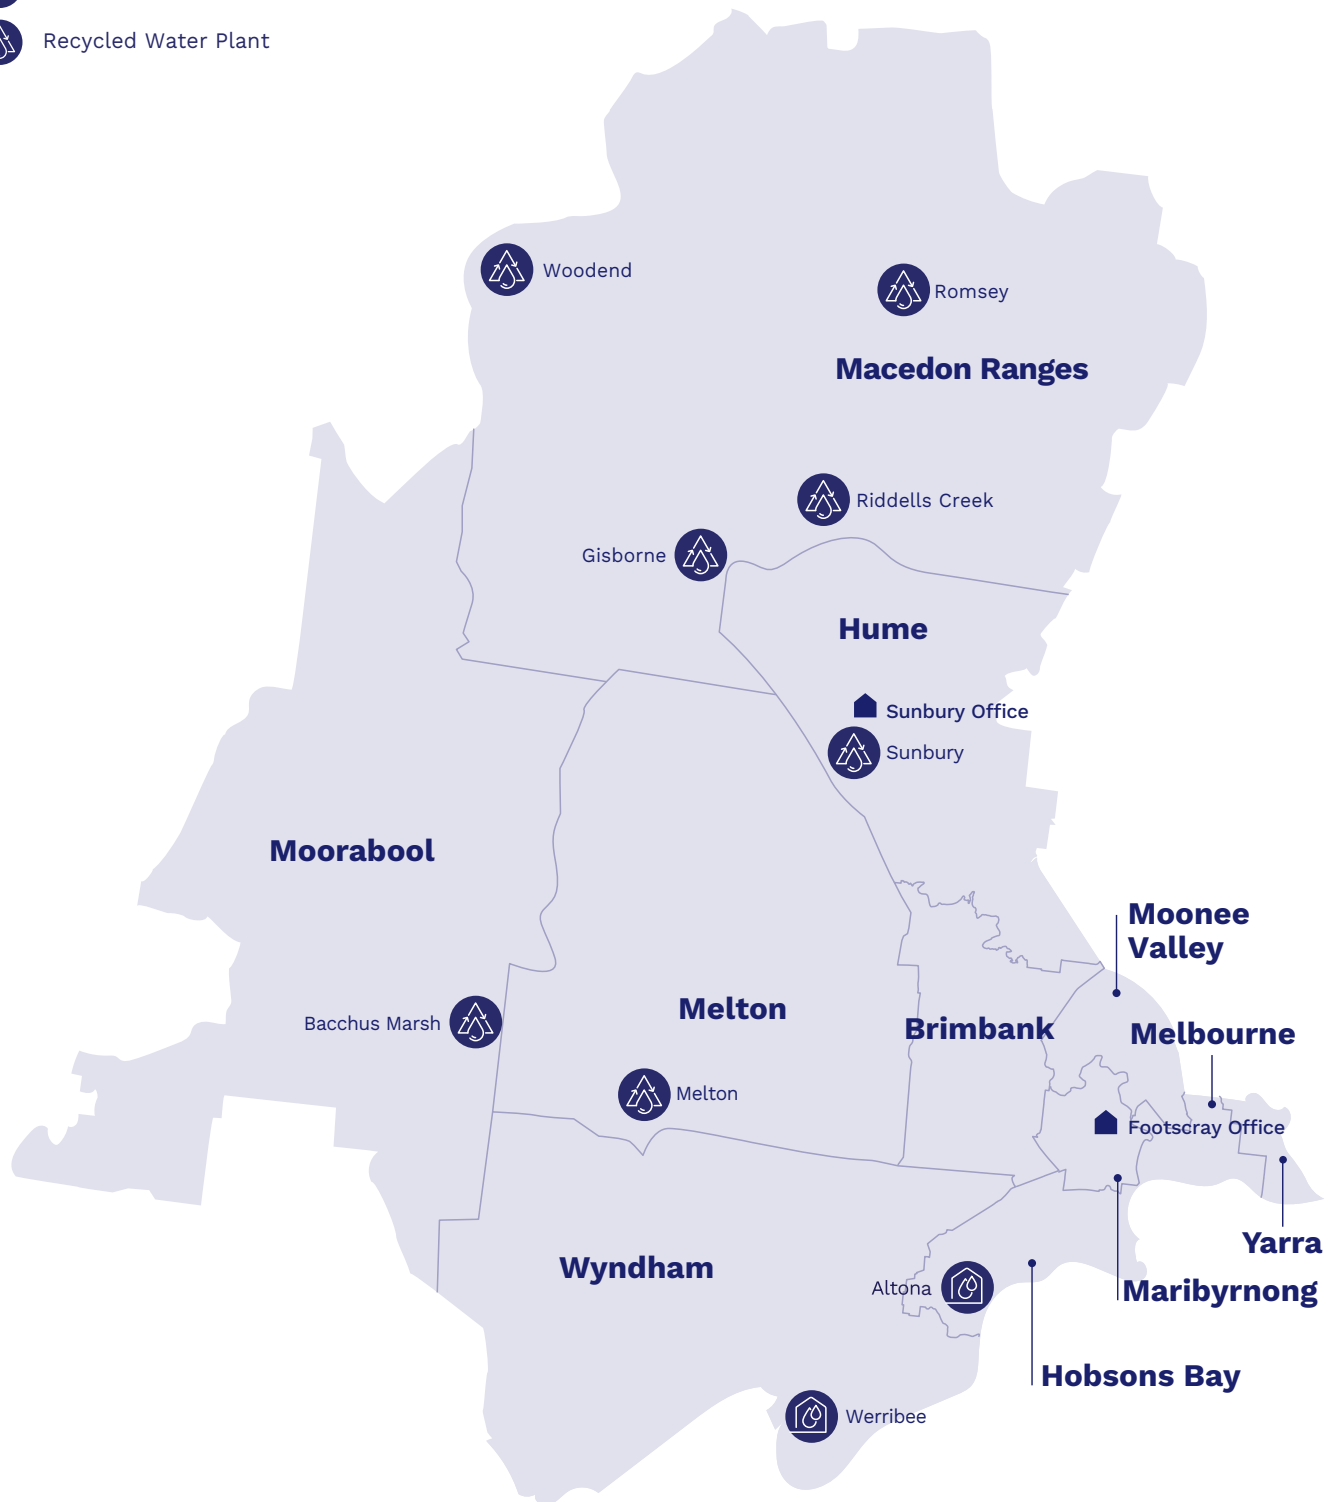 Recycled Water Plant
Woodend
Romsey
Macedon Ranges
Riddells Creek
Gisborne
Hume
Sunbury Office
Sunbury
Moorabool
Moonee
Valley
Melton
Bacchus Marsh
Brimbank
Melbourne
Melton
Footscray Office
Yarra
Wyndham
Altona
Maribyrnong
Hobsons Bay
Werribee